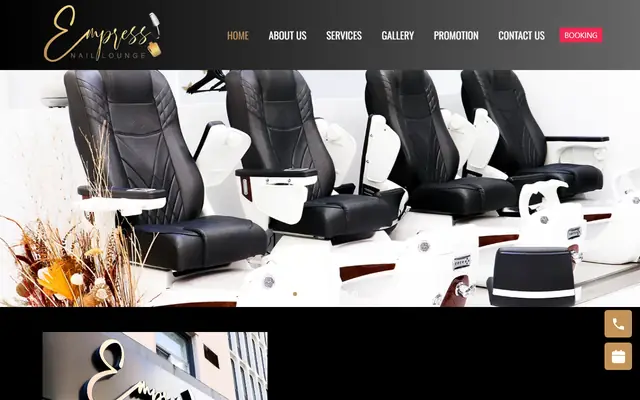 Empress
NAIL LOUNGE
HOME
ABOUT US
SERVICES
GALLERY
PROMOTION
CONTACT US
BOOKING